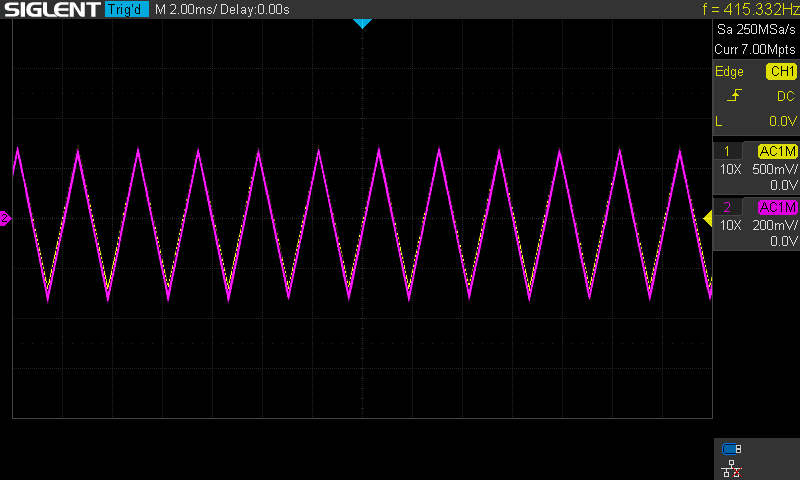 SIGLENT Trig'd M 2.00ms/ Delay:0.00s f = 415.332Hz
Sa 250MSa/s
Curr 7.00Mpts
Edge CH1
DC
L 0.0V
1 AC1M
10X 500mV/
0.0V
2 AC1M
10X 200mV/
0.0V
2